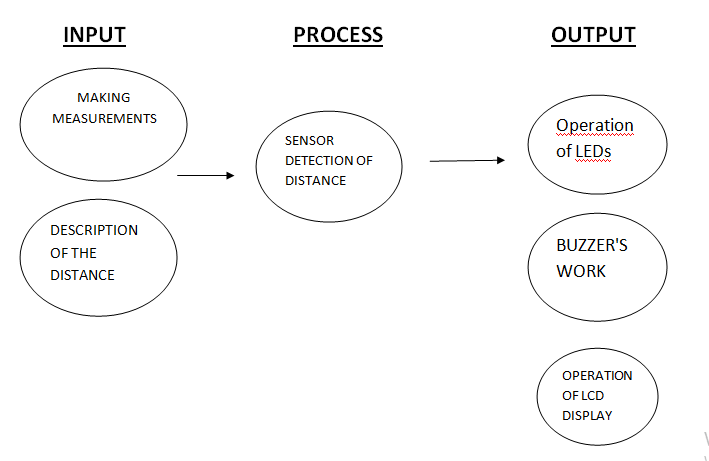 INPUT
PROCESS
OUTPUT
MAKING
MEASUREMENTS
DESCRIPTION
OF THE
DISTANCE
SENSOR
DETECTION OF
DISTANCE
Operation
of LEDs
BUZZER'S
WORK
OPERATION
OF LCD
DISPLAY